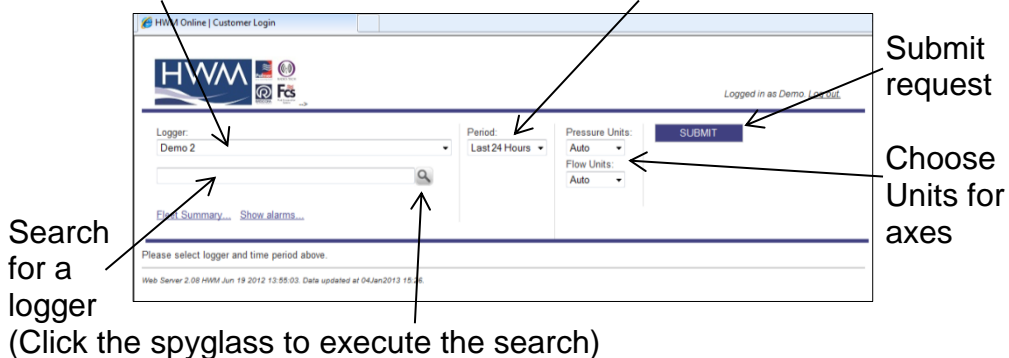 HWM Online | Customer Login
HWM
Fcs
Logged in as Demo. Log out.
Submit request
Logger:
Demo 2
Period:
Last 24 Hours
Pressure Units:
Auto
Flow Units:
Auto
SUBMIT
Choose Units for axes
Fleet Summary... Show alarms...
Search for a logger
Please select logger and time period above.
Web Server 2.08 HWM Jun 19 2012 13:55:03. Data updated at 04Jan2013 15:26.
(Click the spyglass to execute the search)